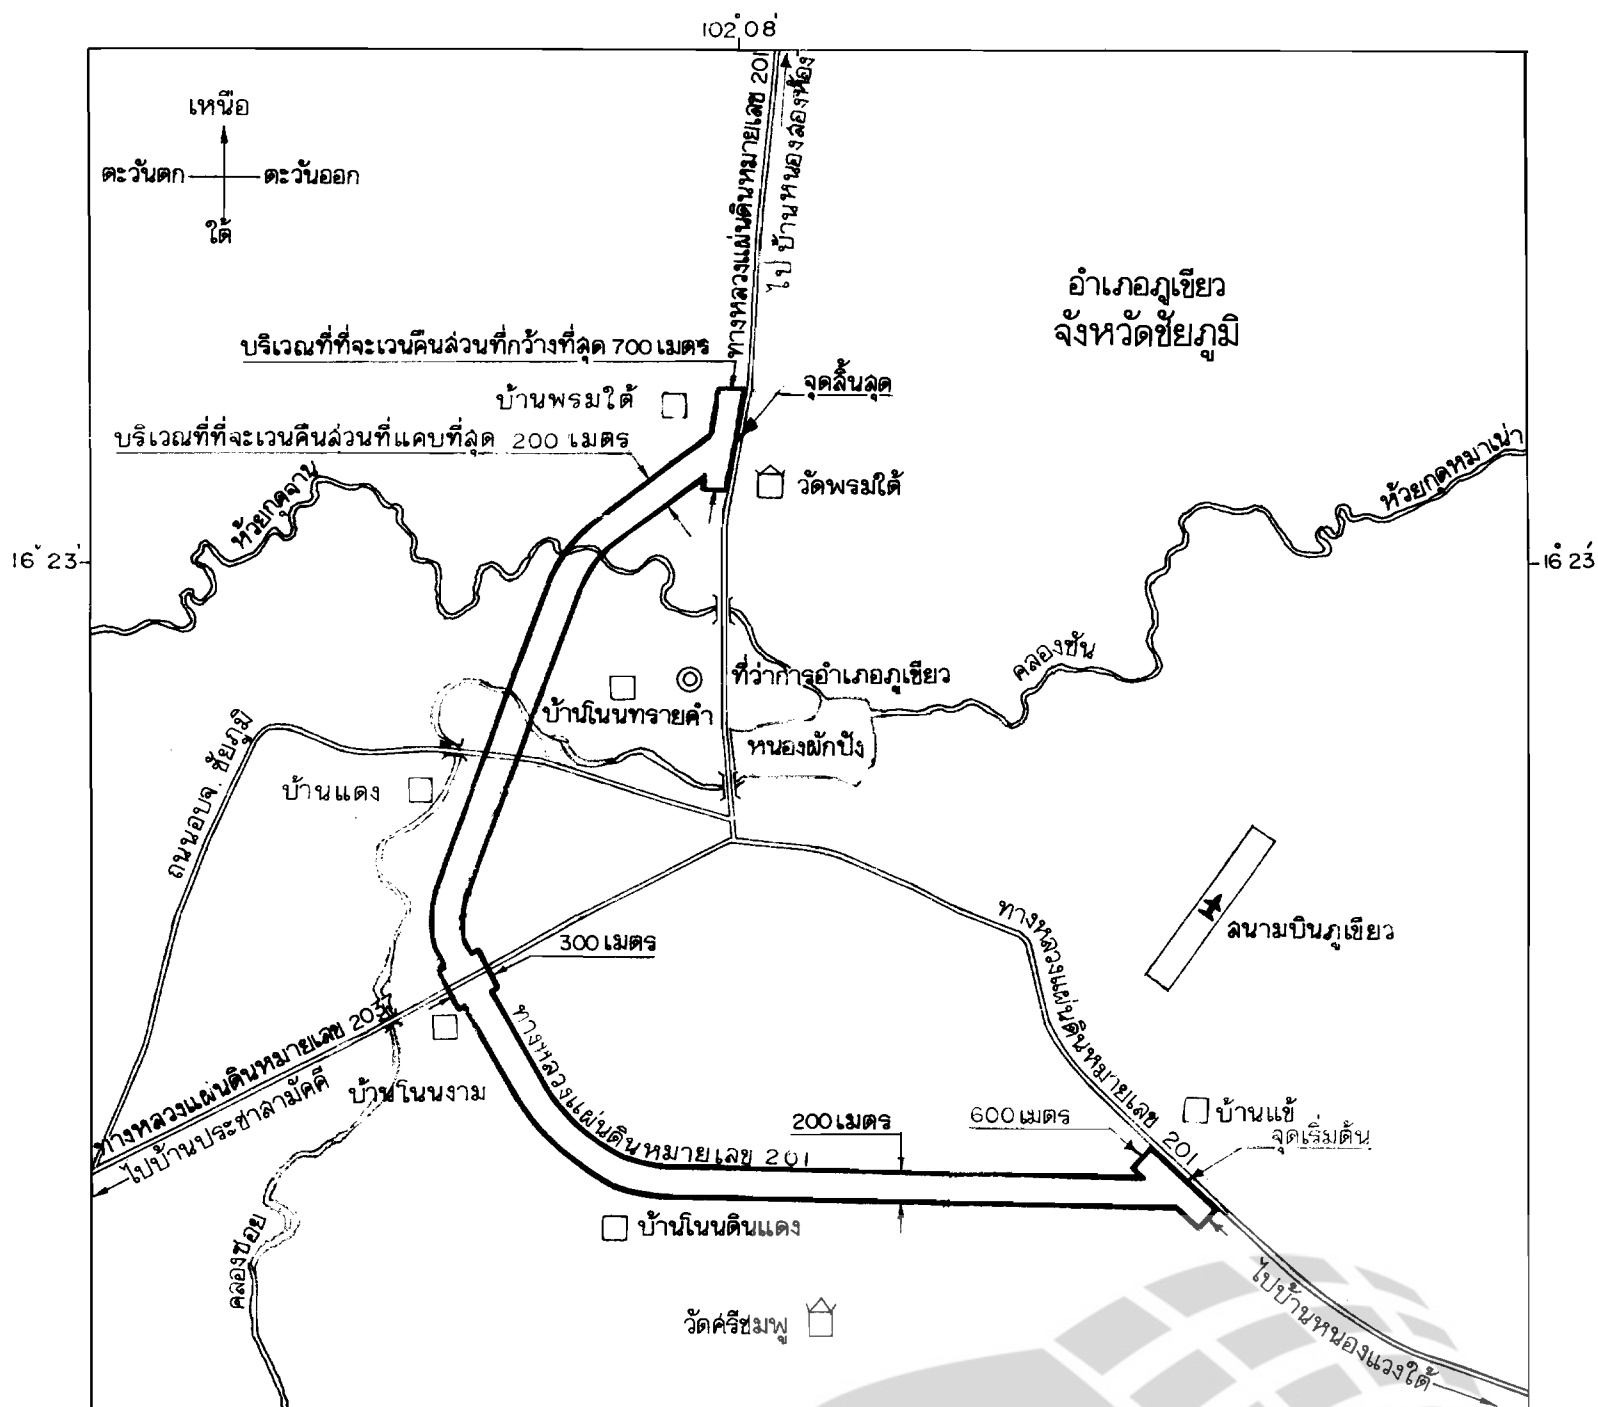 102°08'
เหนือ
ตะวันตก
ตะวันออก
ใต้
ทางหลวงแผ่นดินหมายเลข 201
ไปบ้านหนองสองห้อง
อำเภอภูเขียว
จังหวัดชัยภูมิ
บริเวณที่ที่จะเวนคืนส่วนที่กว้างที่สุด 700 เมตร
จุดสิ้นสุด
บ้านพรมใต้
บริเวณที่ที่จะเวนคืนส่วนที่แคบที่สุด 200 เมตร
วัดพรมใต้
ห้วยกุดจาน
ห้วยกุดหมาเน่า
16°23'
16°23'
คลองซัน
ที่ว่าการอำเภอภูเขียว
บ้านโนนทรายคำ
หนองผักปัง
ถนนอบจ. ชัยภูมิ
บ้านแดง
ทางหลวงแผ่นดินหมายเลข 201
สนามบินภูเขียว
300 เมตร
ทางหลวงแผ่นดินหมายเลข
ไปบ้านประชาสามัคคี
บ้านโนนงาม
ทางหลวงแผ่นดินหมายเลข 201
200 เมตร
600 เมตร
บ้านแข้
จุดเริ่มต้น
บ้านโนนดินแดง
คลองซอย
วัดศรีชมพู
ไปบ้านหนองแวงใต้